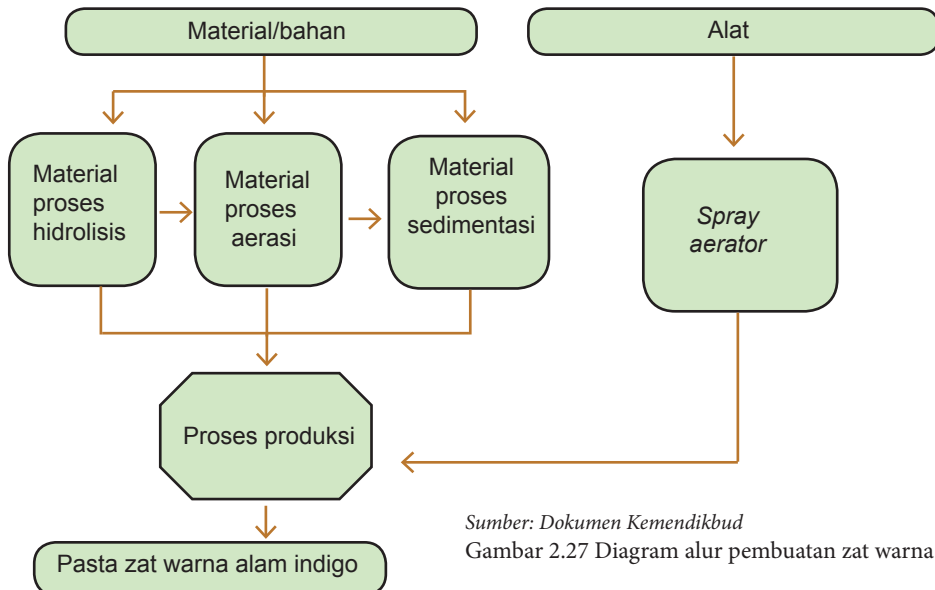 Material/bahan
Alat
Material
proses
hidrolisis
Material
proses
aerasi
Material
proses
sedimentasi
Spray
aerator
Proses produksi
Pasta zat warna alam indigo
Sumber: Dokumen Kemendikbud
Gambar 2.27 Diagram alur pembuatan zat warna